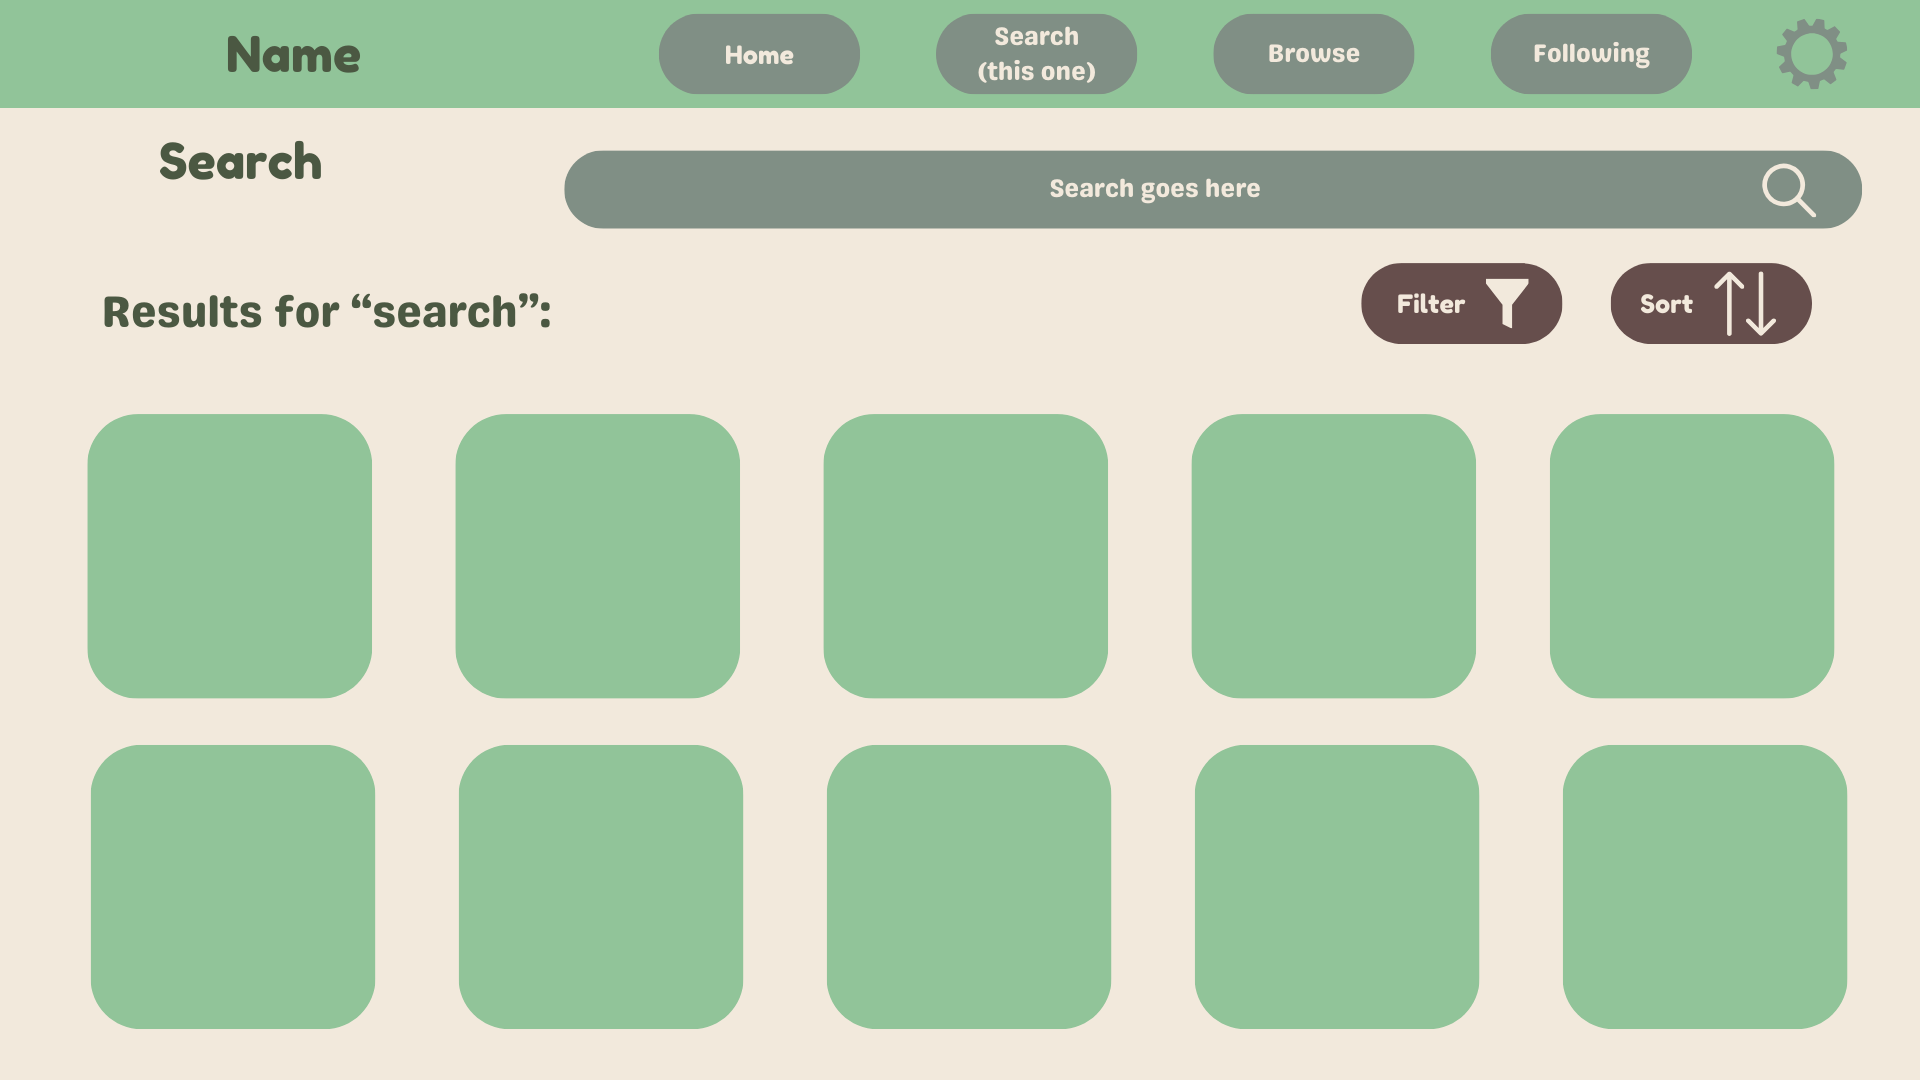 Name
Home
Search
(this one)
Browse
Following
Search
Search goes here
Results for “search”:
Filter
Sort